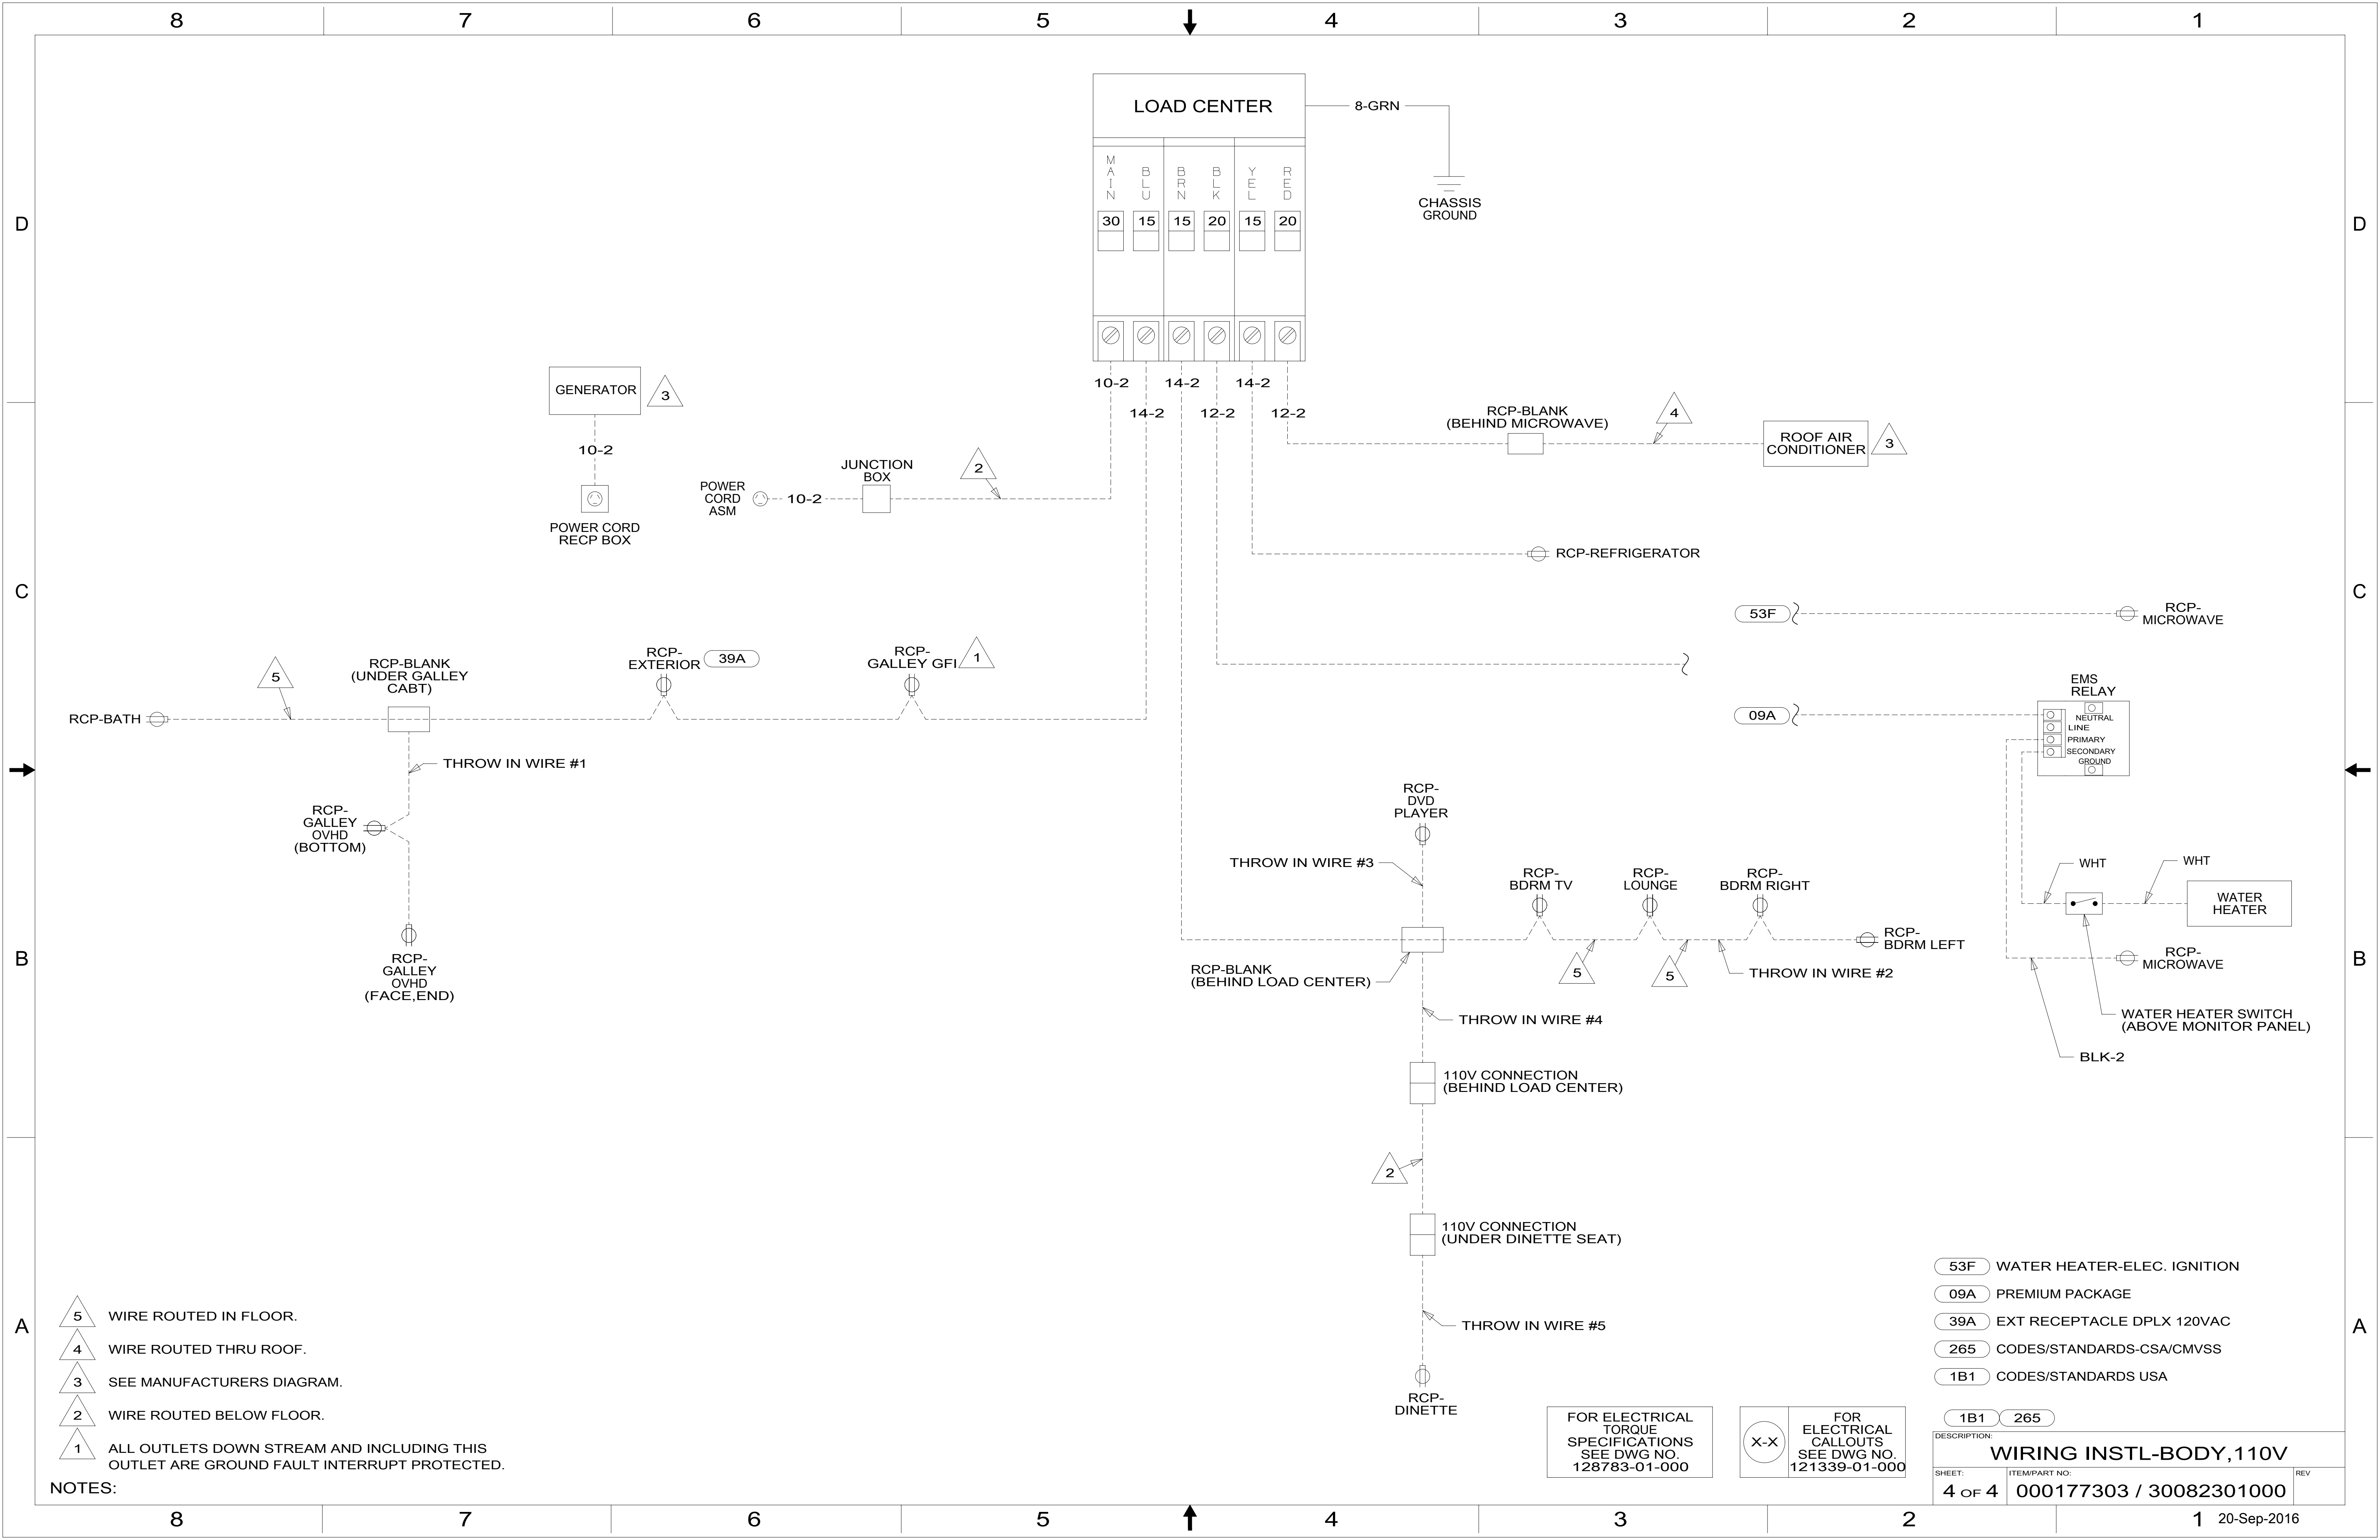 8 7 6 5 4 3 2 1
LOAD CENTER
8-GRN
CHASSIS
GROUND
MAIN BLU BRN BLK YEL RED
30 15 15 20 15 20
D D
10-2 14-2 14-2
14-2 12-2 12-2
GENERATOR
3
10-2
POWER CORD
RECP BOX
POWER
CORD
ASM
10-2
JUNCTION
BOX
2
RCP-BLANK
(BEHIND MICROWAVE)
4
ROOF AIR
CONDITIONER
3
RCP-REFRIGERATOR
C C
53F
RCP-
MICROWAVE
RCP-BATH
5
RCP-BLANK
(UNDER GALLEY
CABT)
RCP-
EXTERIOR
39A
RCP-
GALLEY GFI
1
09A
EMS
RELAY
NEUTRAL
LINE
PRIMARY
SECONDARY
GROUND
THROW IN WIRE #1
RCP-
GALLEY
OVHD
(BOTTOM)
RCP-
GALLEY
OVHD
(FACE,END)
RCP-
DVD
PLAYER
THROW IN WIRE #3
RCP-
BDRM TV
RCP-
LOUNGE
RCP-
BDRM RIGHT
RCP-
BDRM LEFT
WHT
WHT
WATER
HEATER
B B
RCP-BLANK
(BEHIND LOAD CENTER)
5
5
THROW IN WIRE #2
RCP-
MICROWAVE
THROW IN WIRE #4
WATER HEATER SWITCH
(ABOVE MONITOR PANEL)
BLK-2
110V CONNECTION
(BEHIND LOAD CENTER)
2
110V CONNECTION
(UNDER DINETTE SEAT)
THROW IN WIRE #5
RCP-
DINETTE
A A
5 WIRE ROUTED IN FLOOR.
4 WIRE ROUTED THRU ROOF.
3 SEE MANUFACTURERS DIAGRAM.
2 WIRE ROUTED BELOW FLOOR.
1 ALL OUTLETS DOWN STREAM AND INCLUDING THIS
OUTLET ARE GROUND FAULT INTERRUPT PROTECTED.
NOTES:
53F WATER HEATER-ELEC. IGNITION
09A PREMIUM PACKAGE
39A EXT RECEPTACLE DPLX 120VAC
265 CODES/STANDARDS-CSA/CMVSS
1B1 CODES/STANDARDS USA
1B1 265
FOR ELECTRICAL
TORQUE
SPECIFICATIONS
SEE DWG NO.
128783-01-000
X-X
FOR
ELECTRICAL
CALLOUTS
SEE DWG NO.
121339-01-000
DESCRIPTION:
WIRING INSTL-BODY,110V
SHEET:
4 OF 4
ITEM/PART NO:
000177303 / 30082301000
REV
8 7 6 5 4 3 2 1
20-Sep-2016